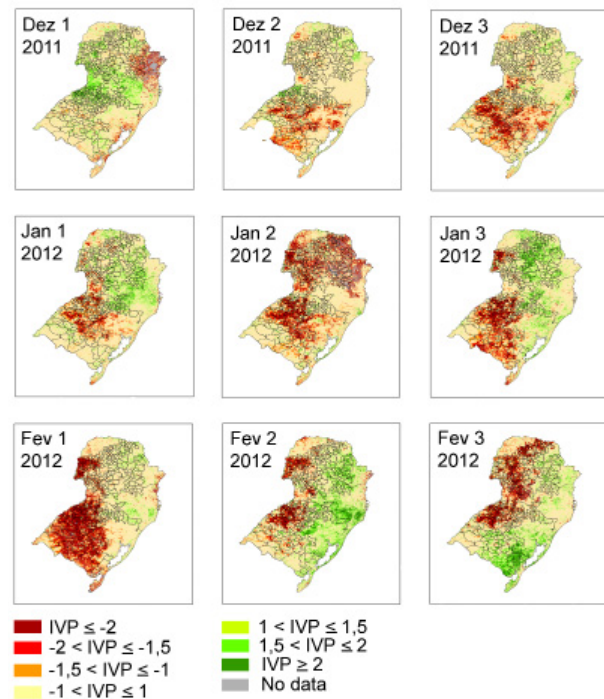 Dez 1
2011
Dez 2
2011
Dez 3
2011
Jan 1
2012
Jan 2
2012
Jan 3
2012
Fev 1
2012
Fev 2
2012
Fev 3
2012
IVP ≤ -2
-2 < IVP ≤ -1,5
-1,5 < IVP ≤ -1
-1 < IVP ≤ 1
1 < IVP ≤ 1,5
1,5 < IVP ≤ 2
IVP ≥ 2
No data